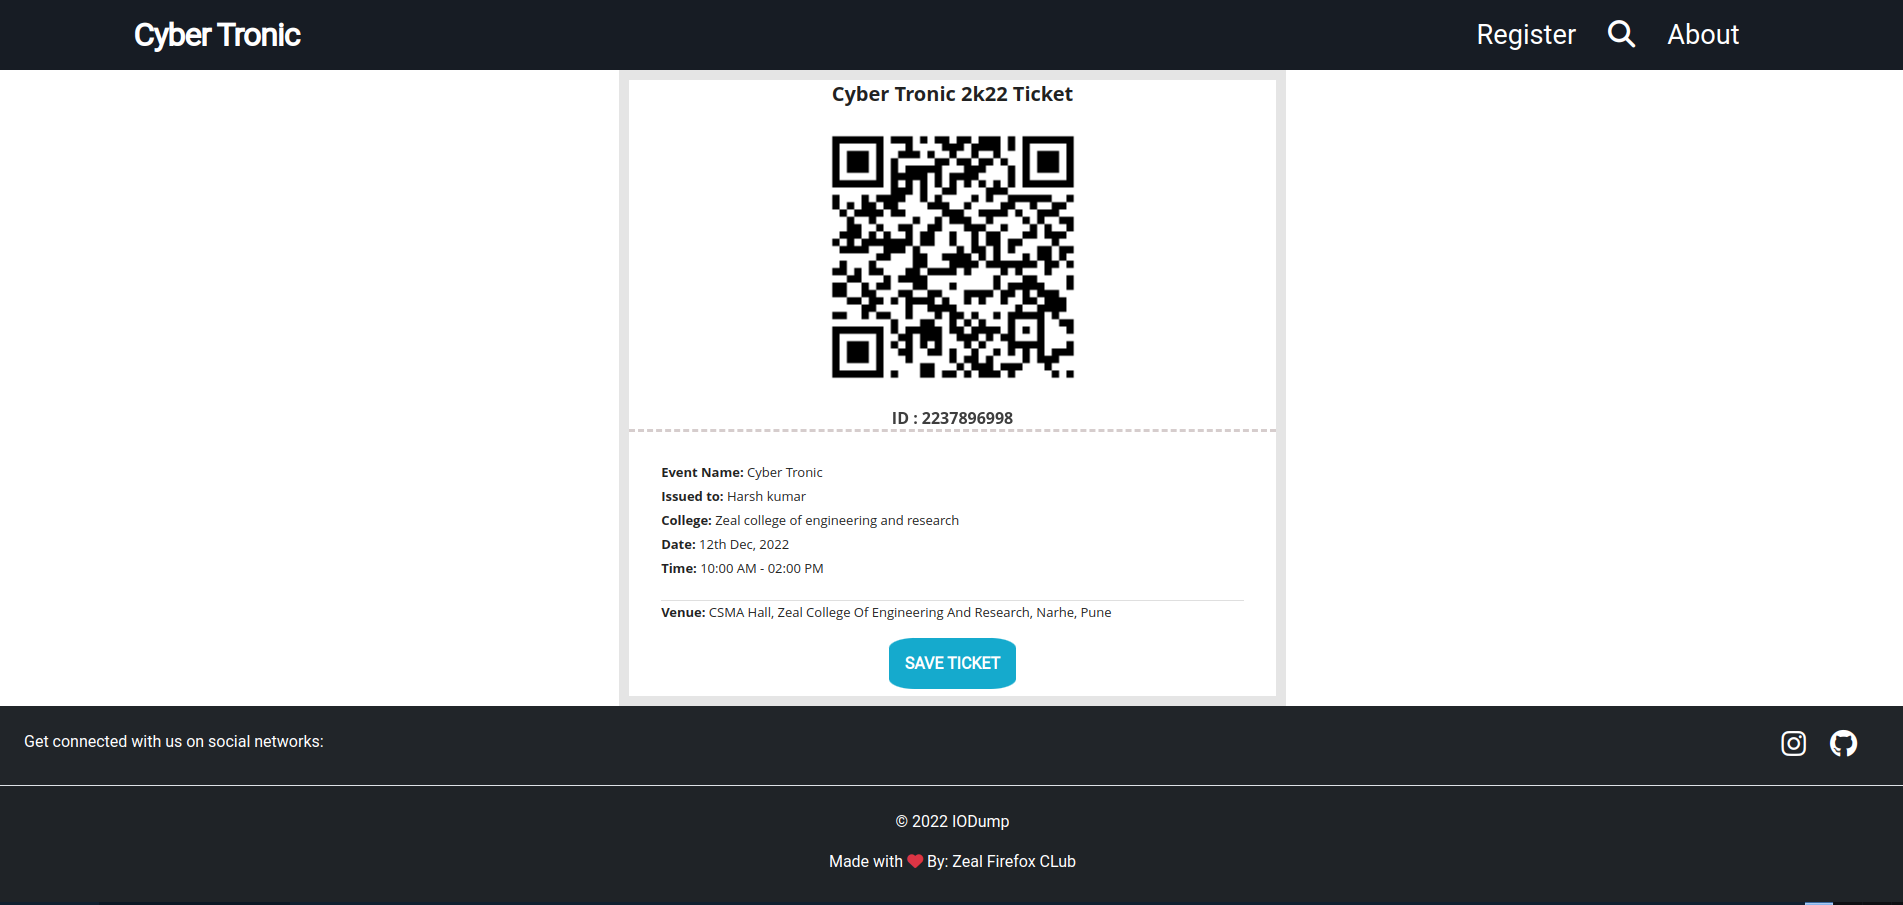 Cyber Tronic
Register
About
Cyber Tronic 2k22 Ticket
ID : 2237896998
Event Name: Cyber Tronic
Issued to: Harsh kumar
College: Zeal college of engineering and research
Date: 12th Dec, 2022
Time: 10:00 AM - 02:00 PM
Venue: CSMA Hall, Zeal College Of Engineering And Research, Narhe, Pune
SAVE TICKET
Get connected with us on social networks:
© 2022 IODump
Made with ❤ By: Zeal Firefox CLub